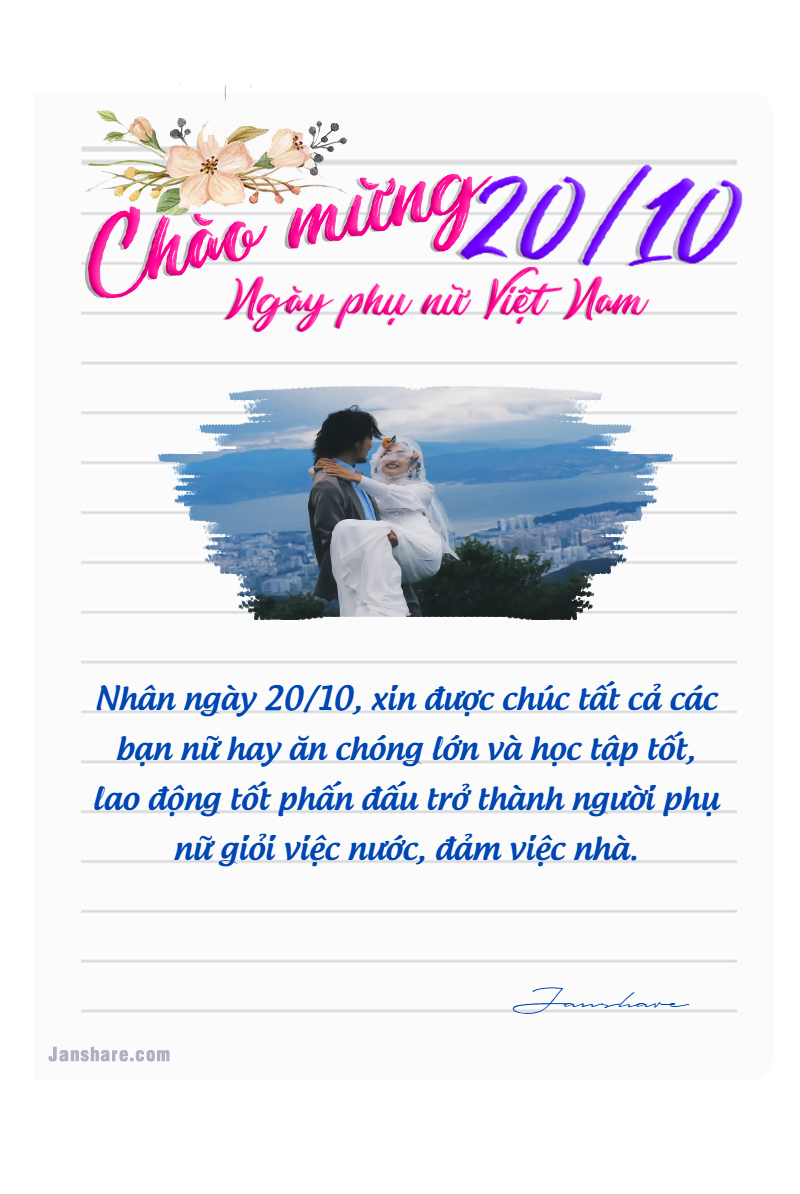 Chào mừng 20/10
Ngày phụ nữ Việt Nam
Nhân ngày 20/10, xin được chúc tất cả các
bạn nữ hay ăn chóng lớn và học tập tốt,
lao động tốt phấn đấu trở thành người phụ
nữ giỏi việc nước, đảm việc nhà.
Janshare
Janshare.com